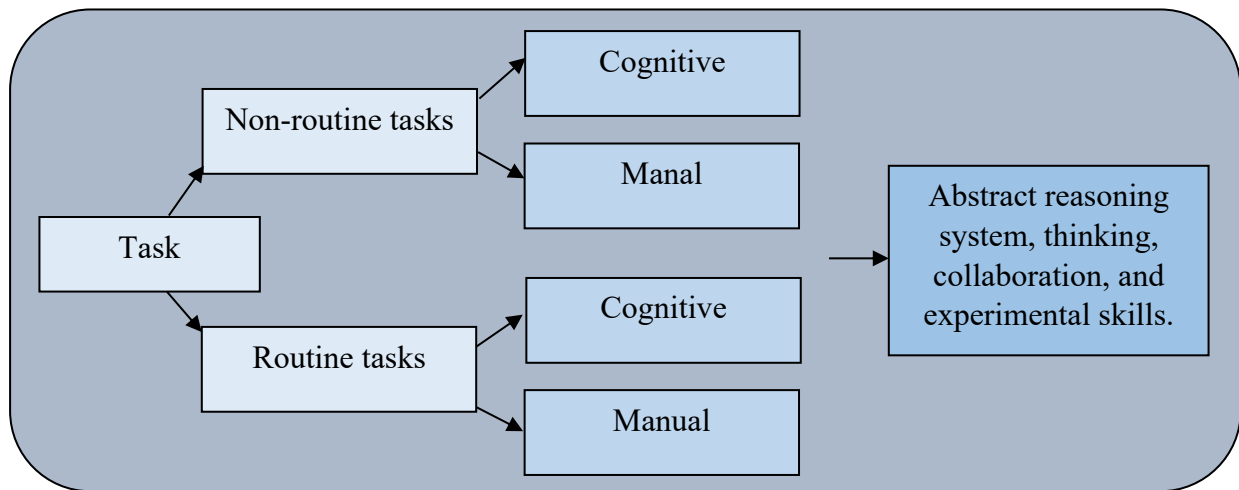 Cognitive
Non-routine tasks
Manal
Task
Abstract reasoning
system, thinking,
collaboration, and
experimental skills.
Cognitive
Routine tasks
Manual